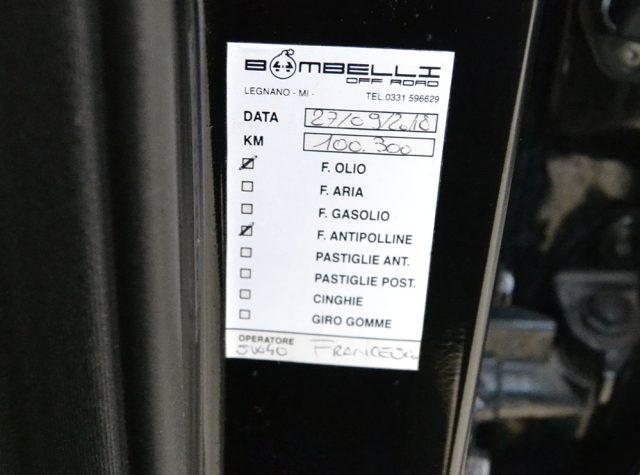 BOMBELLI
OFF ROAD
LEGNANO - MI -
TEL.0331 596629
DATA 27/09/2018
KM 100.300
F. OLIO
F. ARIA
F. GASOLIO
F. ANTIPOLLINE
PASTIGLIE ANT.
PASTIGLIE POST.
CINGHIE
GIRO GOMME
OPERATORE
5W40